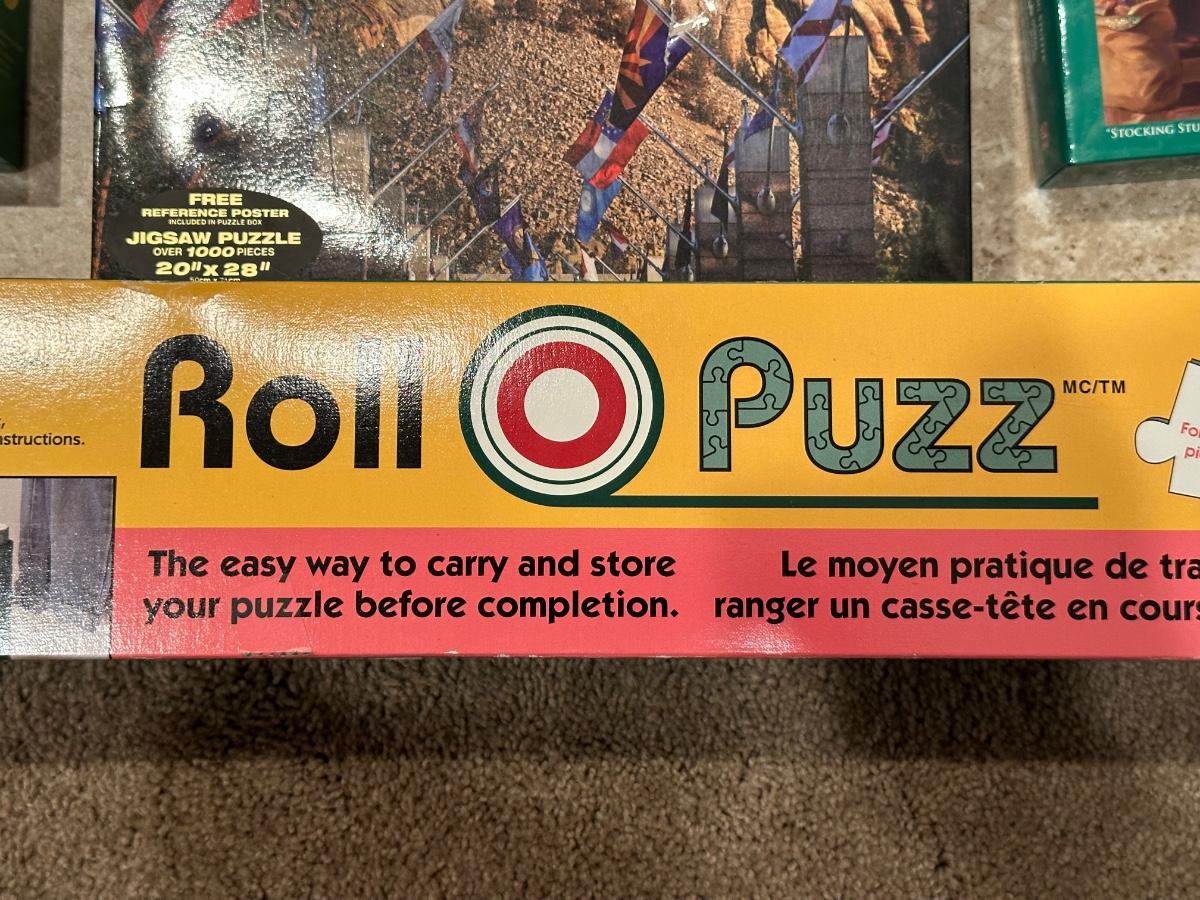 FREE
REFERENCE POSTER
INCLUDED IN PUZZLE BOX
JIGSAW PUZZLE
OVER 1000 PIECES
20"x 28"
"STOCKING STU
Roll O Puzz MC/TM
nstructions.
The easy way to carry and store
your puzzle before completion.
Le moyen pratique de tra
ranger un casse-tête en cours